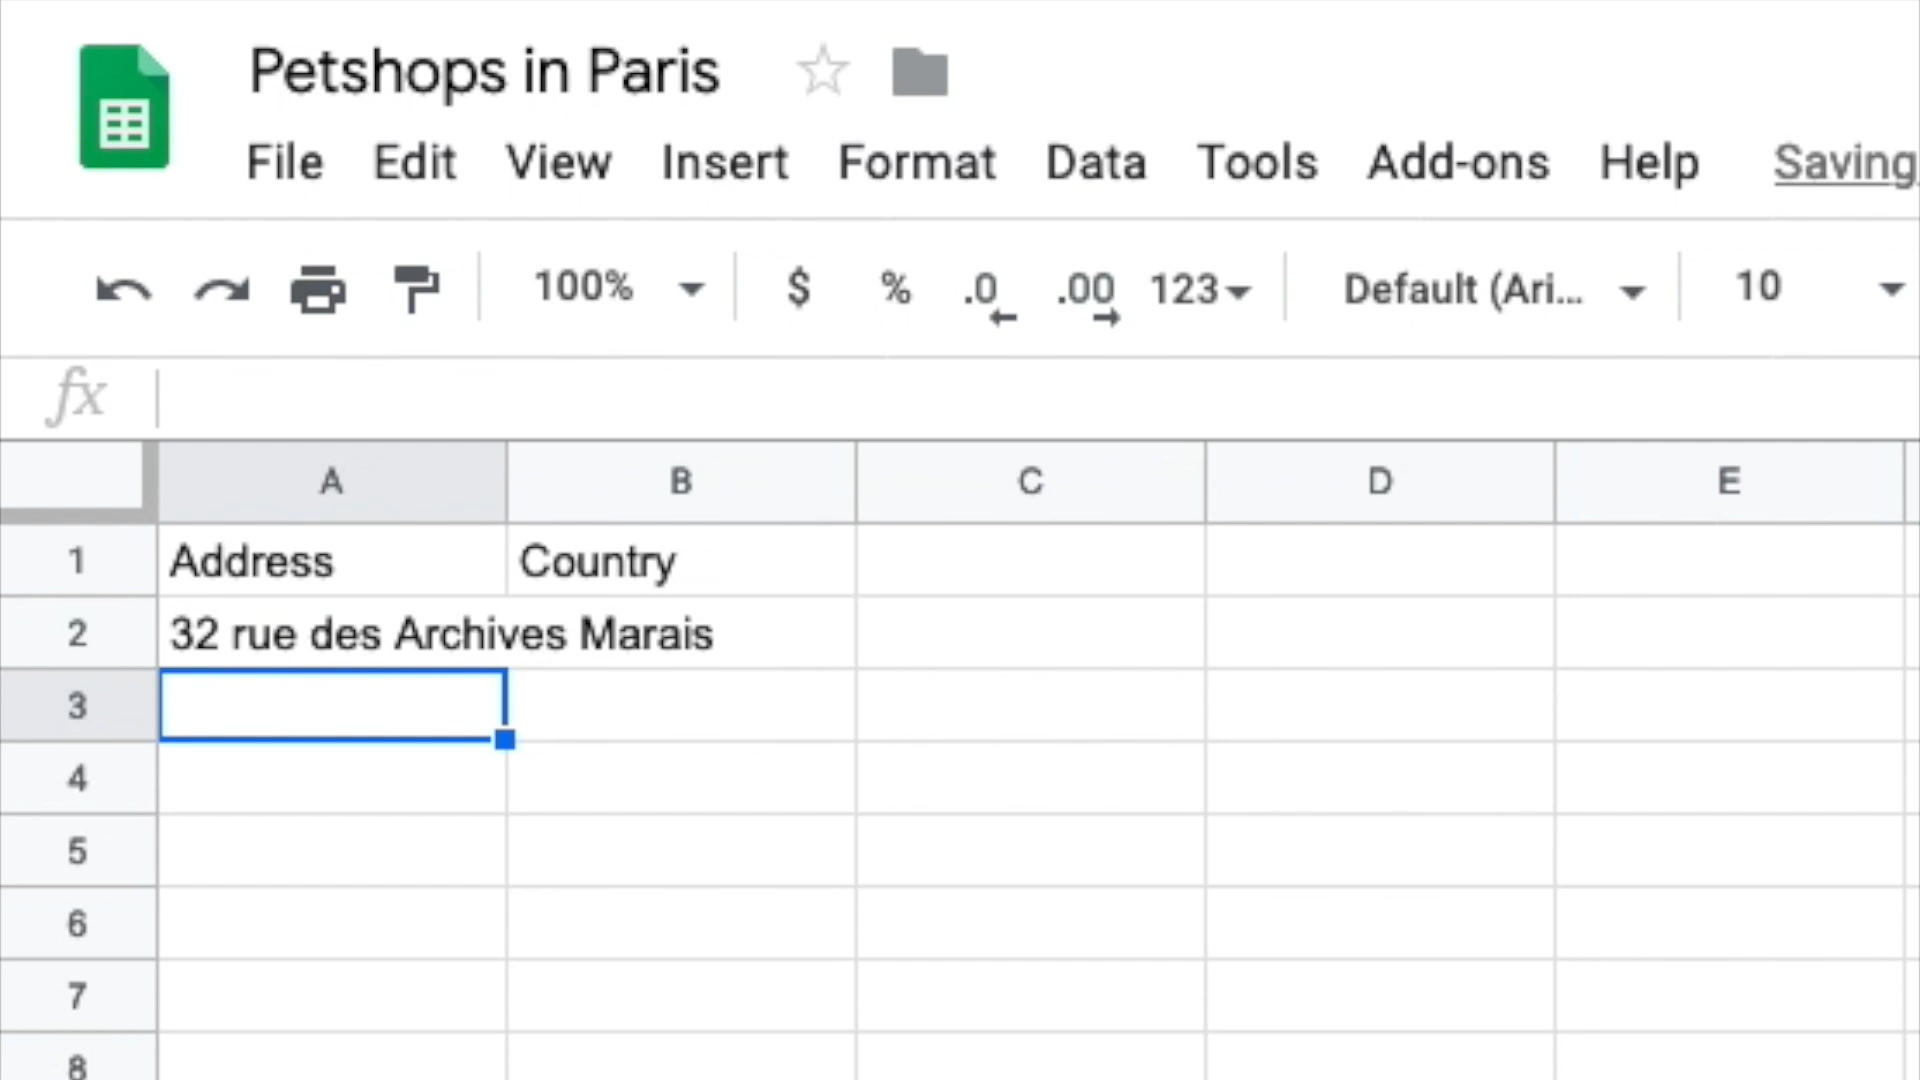 Petshops in Paris
File Edit View Insert Format Data Tools Add-ons Help Saving
100% $ % .0 .00 123 Default (Ari... 10
fx
A B C D E
1 Address Country
2 32 rue des Archives Marais
3
4
5
6
7
8